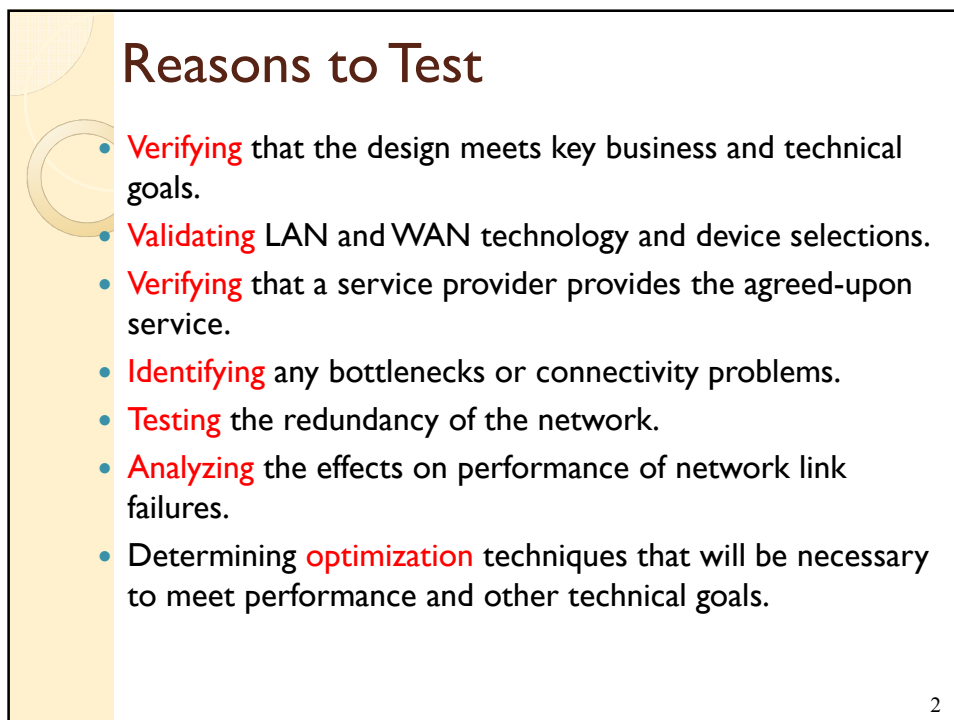 Reasons to Test
• Verifying that the design meets key business and technical
goals.
• Validating LAN and WAN technology and device selections.
• Verifying that a service provider provides the agreed-upon
service.
• Identifying any bottlenecks or connectivity problems.
• Testing the redundancy of the network.
• Analyzing the effects on performance of network link
failures.
• Determining optimization techniques that will be necessary
to meet performance and other technical goals.
2